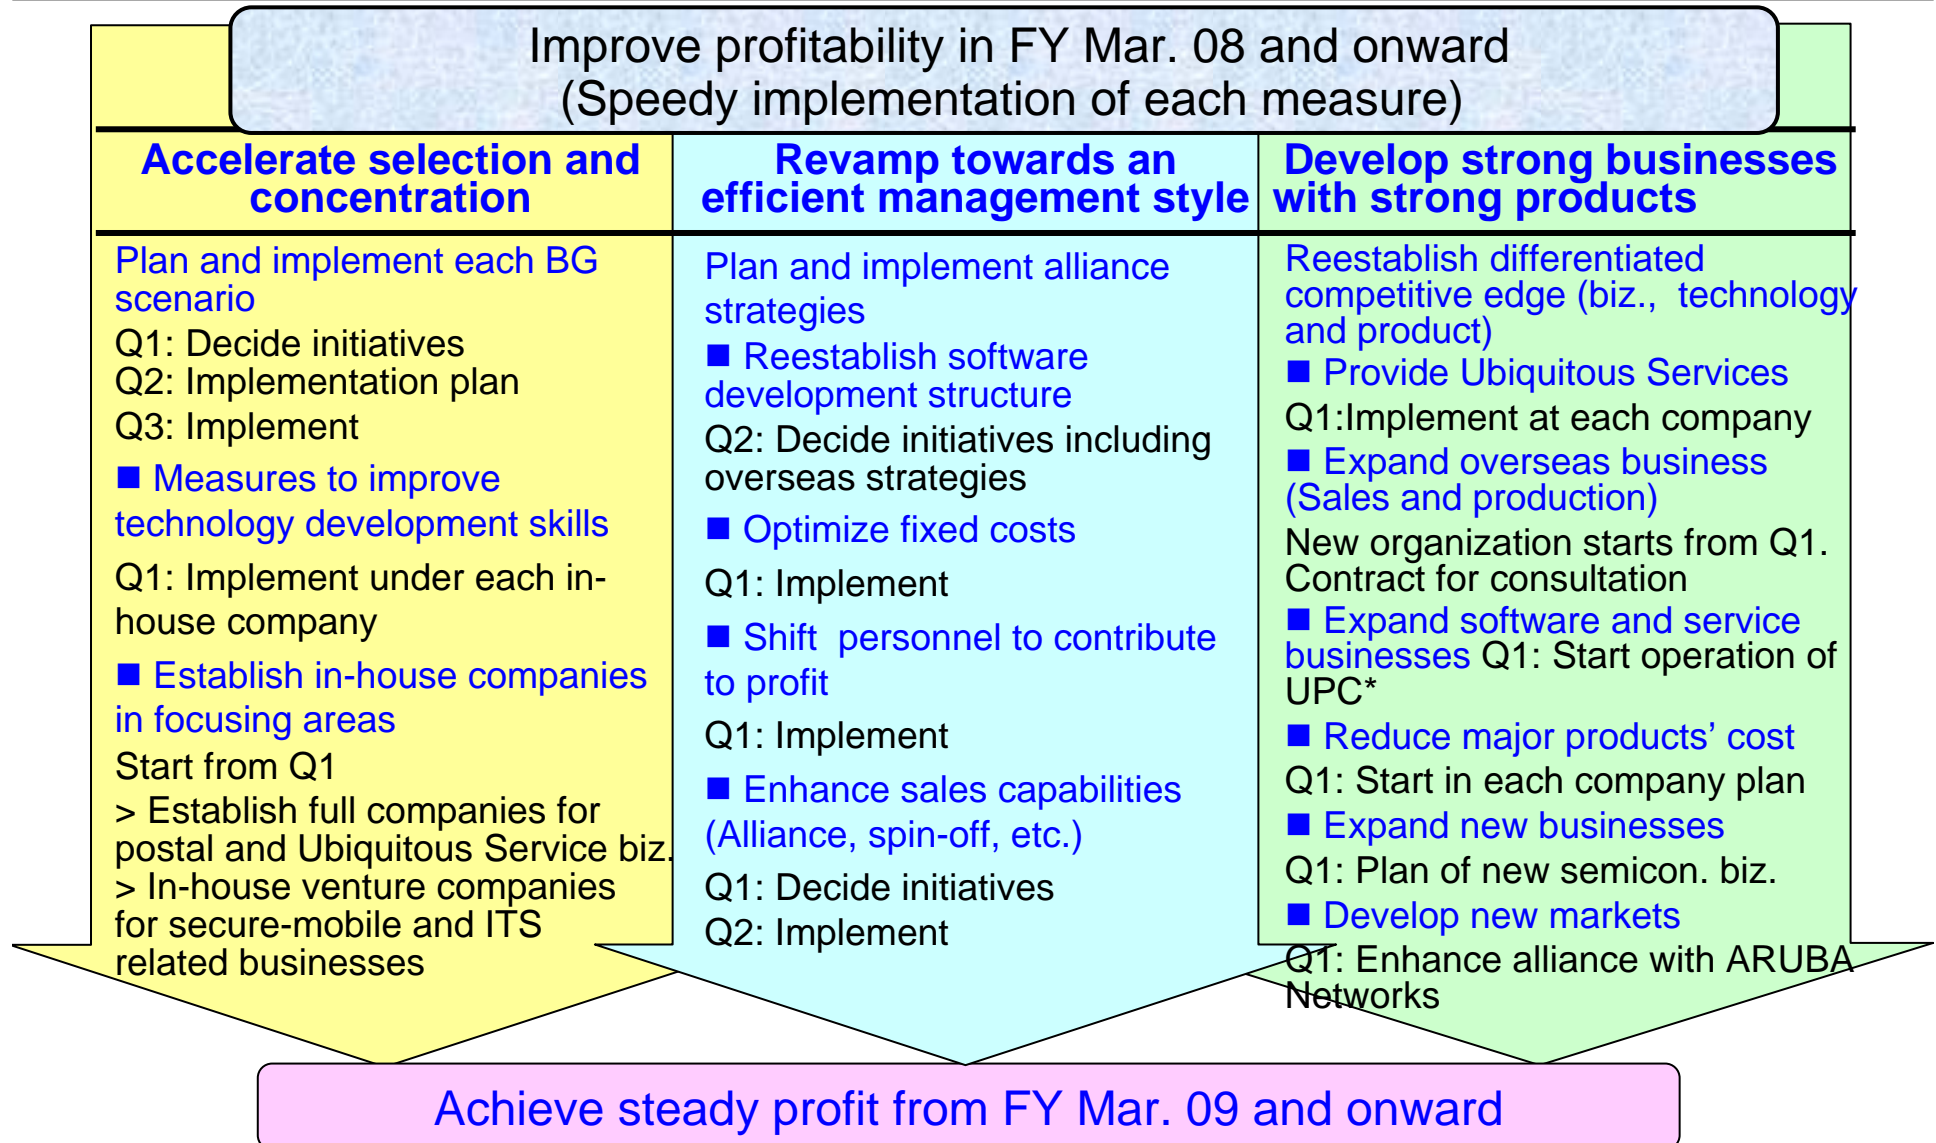 Improve profitability in FY Mar. 08 and onward
(Speedy implementation of each measure)
Accelerate selection and
concentration
Plan and implement each BG
scenario
Q1: Decide initiatives
Q2: Implementation plan
Q3: Implement
■ Measures to improve
technology development skills
Q1: Implement under each in-
house company
■ Establish in-house companies
in focusing areas
Start from Q1
> Establish full companies for
postal and Ubiquitous Service biz.
> In-house venture companies
for secure-mobile and ITS
related businesses
Revamp towards an
efficient management style
Plan and implement alliance
strategies
■ Reestablish software
development structure
Q2: Decide initiatives including
overseas strategies
■ Optimize fixed costs
Q1: Implement
■ Shift  personnel to contribute
to profit
Q1: Implement
■ Enhance sales capabilities
(Alliance, spin-off, etc.)
Q1: Decide initiatives
Q2: Implement
Develop strong businesses
with strong products
Reestablish differentiated
competitive edge (biz.,  technology
and product)
■ Provide Ubiquitous Services
Q1:Implement at each company
■ Expand overseas business
(Sales and production)
New organization starts from Q1.
Contract for consultation
■ Expand software and service
businesses Q1: Start operation of
UPC*
■ Reduce major products’ cost
Q1: Start in each company plan
■ Expand new businesses
Q1: Plan of new semicon. biz.
■ Develop new markets
Q1: Enhance alliance with ARUBA
Networks
Achieve steady profit from FY Mar. 09 and onward